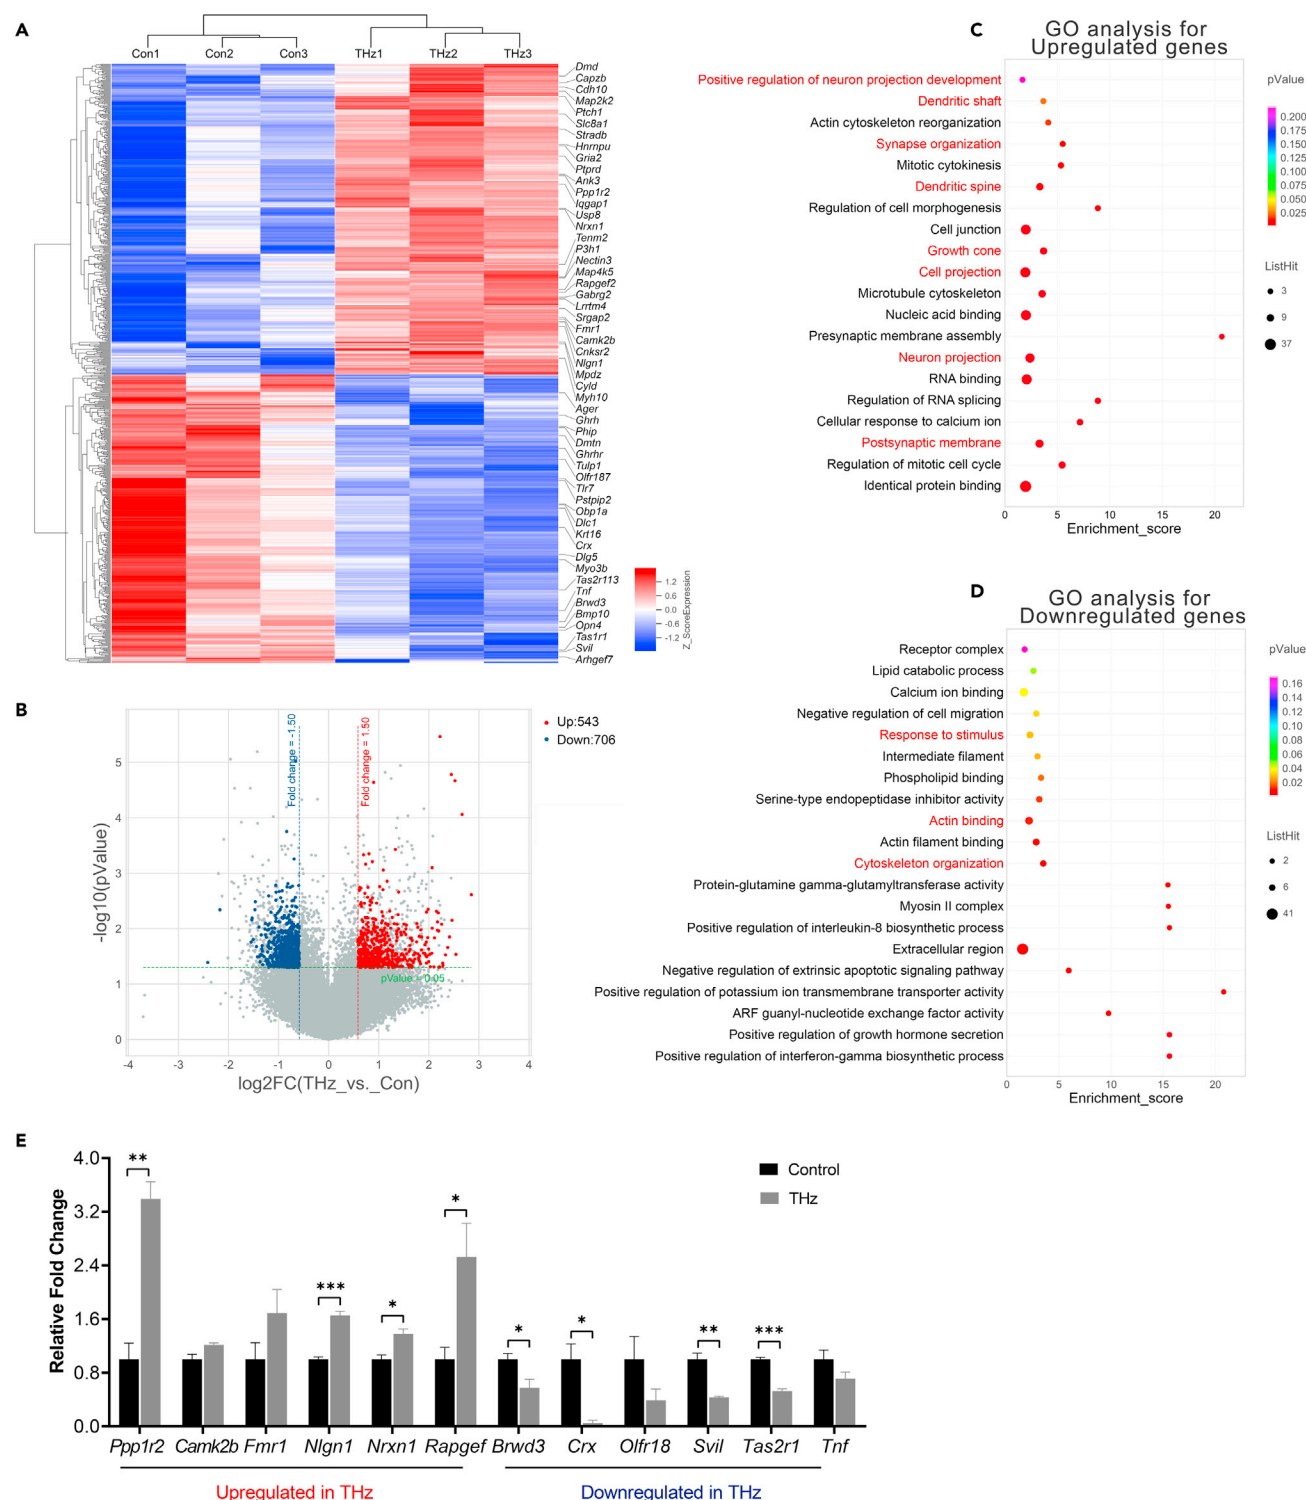 A
Con1 Con2 Con3 THz1 THz2 THz3
Dmd
Capzb
Cdh10
Map2k2
Ptch1
Slc8a1
Stradb
Hnrnpu
Gria2
Ptprd
Ank3
Ppp1r2
Iqgap1
Usp8
Nrxn1
Tenm2
P3h1
Nectin3
Map4k5
Rapgef2
Gabrg2
Lrrtm4
Srgap2
Fmr1
Camk2b
Cnksr2
Nlgn1
Mpdz
Cyld
Myh10
Ager
Ghrh
Phip
Dmtn
Ghrhr
Tulp1
Olfr187
Tlr7
Pstpip2
Obp1a
Dlc1
Krt16
Crx
Dlg5
Myo3b
Tas2r113
Tnf
Brwd3
Bmp10
Opn4
Tas1r1
Svil
Arhgef7
1.2
0.6
0.0
-0.6
-1.2
Z_ScoreExpression
B
Fold change = -1.50
Fold change = 1.50
Up:543
Down:706
5
4
3
2
1
0
-log10(pValue)
pValue = 0.05
-4 -3 -2 -1 0 1 2 3 4
log2FC(THz_vs._Con)
C
GO analysis for
Upregulated genes
Positive regulation of neuron projection development
Dendritic shaft
Actin cytoskeleton reorganization
Synapse organization
Mitotic cytokinesis
Dendritic spine
Regulation of cell morphogenesis
Cell junction
Growth cone
Cell projection
Microtubule cytoskeleton
Nucleic acid binding
Presynaptic membrane assembly
Neuron projection
RNA binding
Regulation of RNA splicing
Cellular response to calcium ion
Postsynaptic membrane
Regulation of mitotic cell cycle
Identical protein binding
0 5 10 15 20
Enrichment_score
pValue
0.200
0.175
0.150
0.125
0.100
0.075
0.050
0.025
ListHit
3
9
37
D
GO analysis for
Downregulated genes
Receptor complex
Lipid catabolic process
Calcium ion binding
Negative regulation of cell migration
Response to stimulus
Intermediate filament
Phospholipid binding
Serine-type endopeptidase inhibitor activity
Actin binding
Actin filament binding
Cytoskeleton organization
Protein-glutamine gamma-glutamyltransferase activity
Myosin II complex
Positive regulation of interleukin-8 biosynthetic process
Extracellular region
Negative regulation of extrinsic apoptotic signaling pathway
Positive regulation of potassium ion transmembrane transporter activity
ARF guanyl-nucleotide exchange factor activity
Positive regulation of growth hormone secretion
Positive regulation of interferon-gamma biosynthetic process
0 5 10 15 20
Enrichment_score
pValue
0.16
0.14
0.12
0.10
0.08
0.06
0.04
0.02
ListHit
2
6
41
E
4.0
3.2
2.4
1.6
0.8
0.0
Relative Fold Change
** *** * * * * ** ***
Control
THz
Ppp1r2 Camk2b Fmr1 Nlgn1 Nrxn1 Rapgef Brwd3 Crx Olfr18 Svil Tas2r1 Tnf
Upregulated in THz Downregulated in THz